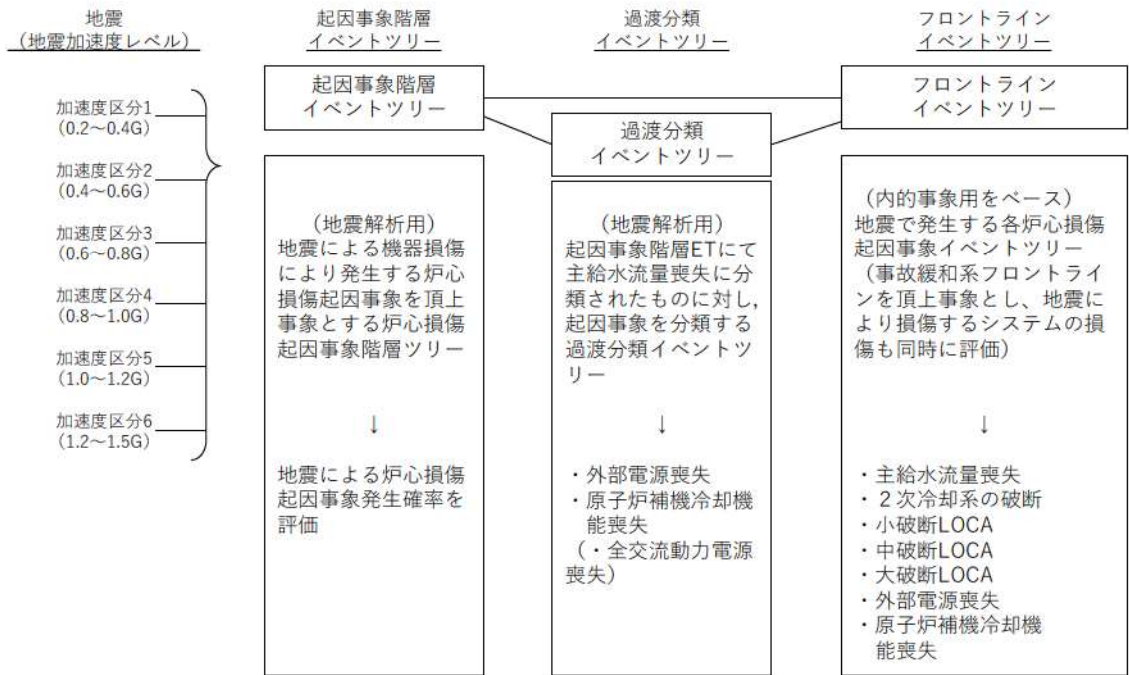 地震
(地震加速度レベル)
起因事象階層
イベントツリー
過渡分類
イベントツリー
フロントライン
イベントツリー
加速度区分1
(0.2～0.4G)
加速度区分2
(0.4～0.6G)
加速度区分3
(0.6～0.8G)
加速度区分4
(0.8～1.0G)
加速度区分5
(1.0～1.2G)
加速度区分6
(1.2～1.5G)
起因事象階層
イベントツリー
(地震解析用)
地震による機器損傷
により発生する炉心
損傷起因事象を頂上
事象とする炉心損傷
起因事象階層ツリー
↓
地震による炉心損傷
起因事象発生確率を
評価
過渡分類
イベントツリー
(地震解析用)
起因事象階層ETにて
主給水流量喪失に分
類されたものに対し,
起因事象を分類する
過渡分類イベントツ
リー
↓
・外部電源喪失
・原子炉補機冷却機
能喪失
(・全交流動力電源
喪失)
フロントライン
イベントツリー
(内的事象用をベース)
地震で発生する各炉心損傷
起因事象イベントツリー
(事故緩和系フロントライ
ンを頂上事象とし、地震に
より損傷するシステムの損
傷も同時に評価)
↓
・主給水流量喪失
・２次冷却系の破断
・小破断LOCA
・中破断LOCA
・大破断LOCA
・外部電源喪失
・原子炉補機冷却機
能喪失